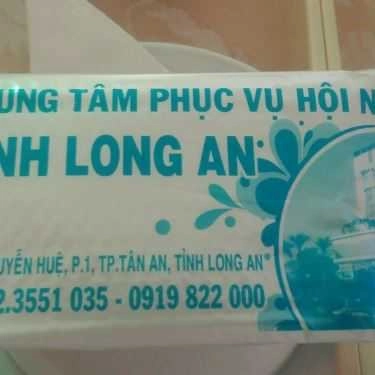 UNG TÂM PHỤC VỤ HỘI N
NH LONG AN
UYỄN HUỆ, P.1, TP.TÂN AN, TỈNH LONG AN
2.3551 035 - 0919 822 000